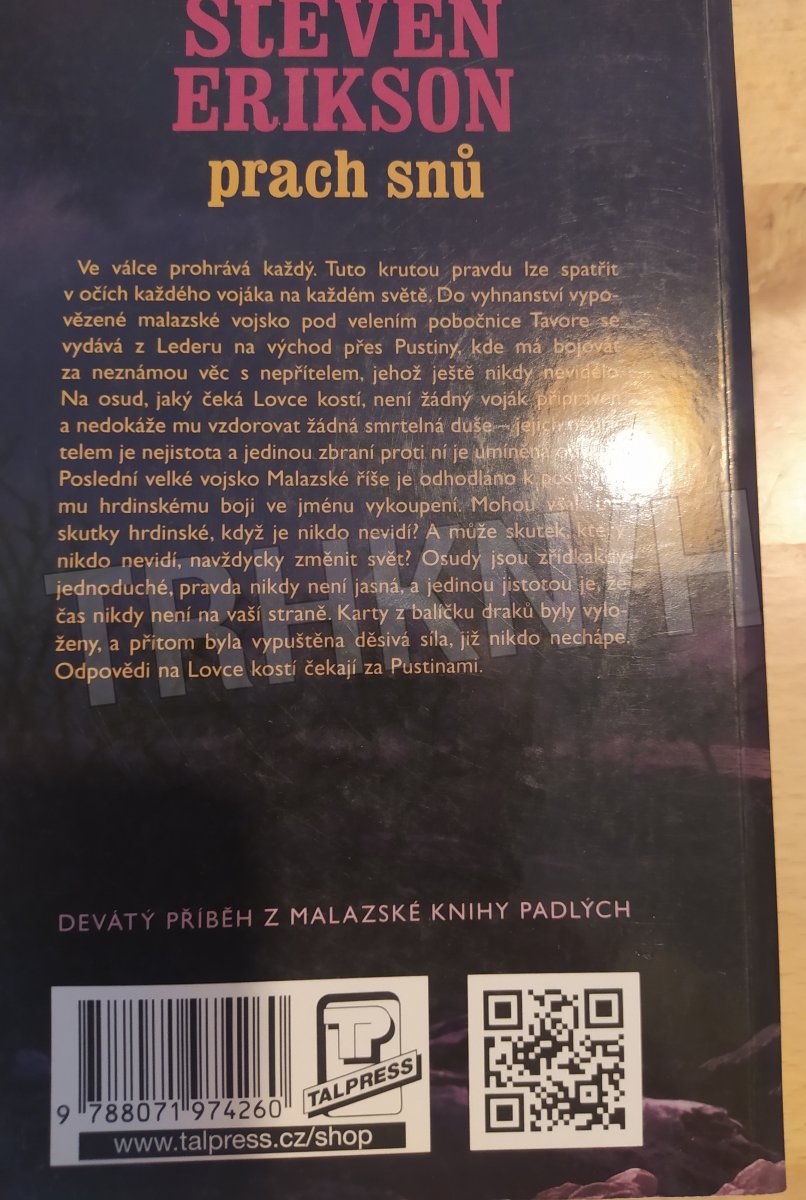 STEVEN
ERIKSON
prach snů
Ve válce prohrává každý. Tuto krutou pravdu lze spatřit
v očích každého vojáka na každém světě. Do vyhnanství vypo-
vězené malazské vojsko pod velením pobočnice Tavore se
vydává z Lederu na východ přes Pustiny, kde má bojovat
za neznámou věc s nepřítelem, jehož ještě nikdy nevidělo.
Na osud, jaký čeká Lovce kostí, není žádný voják připraven
a nedokáže mu vzdorovat žádná smrtelná duše – jejich
telem je nejistota a jedinou zbraní proti ní je
Poslední velké vojsko Malazské říše je odhodláno k
mu hrdinskému boji ve jménu vykoupení. Mohou
skutky hrdinské, když je nikdo nevidí? A může skutek, který
nikdo nevidí, navždycky změnit svět? Osudy jsou zřídkakdy
jednoduché, pravda nikdy není jasná, a jedinou jistotou je, že
čas nikdy není na vaší straně. Karty z balíčku draků byly vylo-
ženy, a přitom byla vypuštěna děsivá síla, již nikdo nechápe.
Odpovědi na Lovce kostí čekají za Pustinami.
TRHKNIH
DEVÁTÝ PŘÍBĚH Z MALAZSKÉ KNIHY PADLÝCH
TP
TALPRESS
9 788071 974260
www.talpress.cz/shop